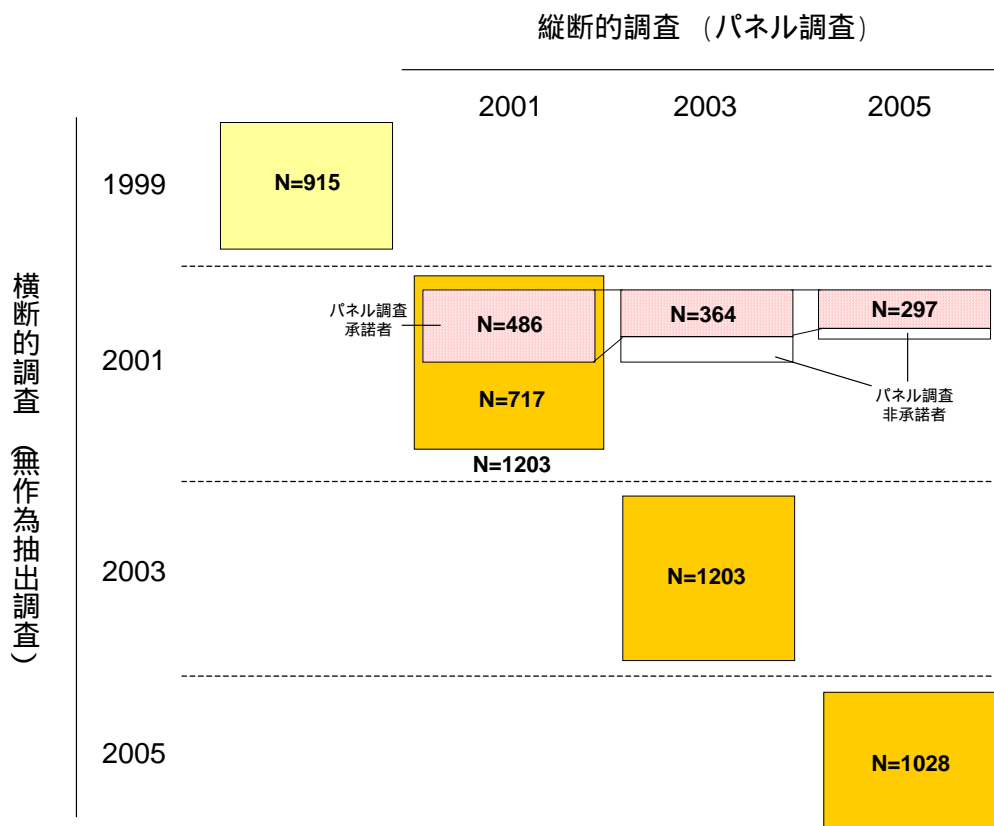 縦断的調査 (パネル調査)
2001 2003 2005
横断的調査 (無作為抽出調査)
1999
N=915
2001
パネル調査
承諾者
N=486
N=364
N=297
N=717
パネル調査
非承諾者
N=1203
2003
N=1203
2005
N=1028